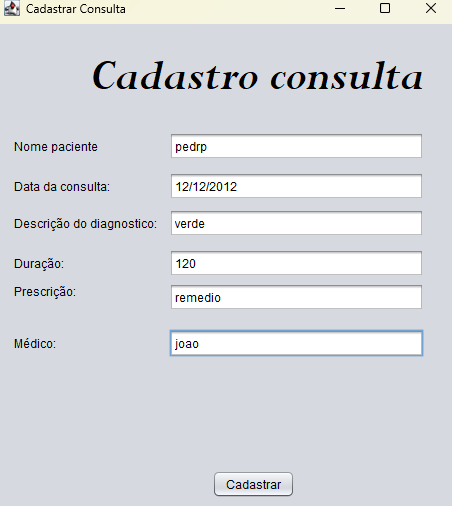 Cadastrar Consulta
Cadastro consulta
Nome paciente pedrp
Data da consulta: 12/12/2012
Descrição do diagnostico: verde
Duração: 120
Prescrição: remedio
Médico: joao
Cadastrar